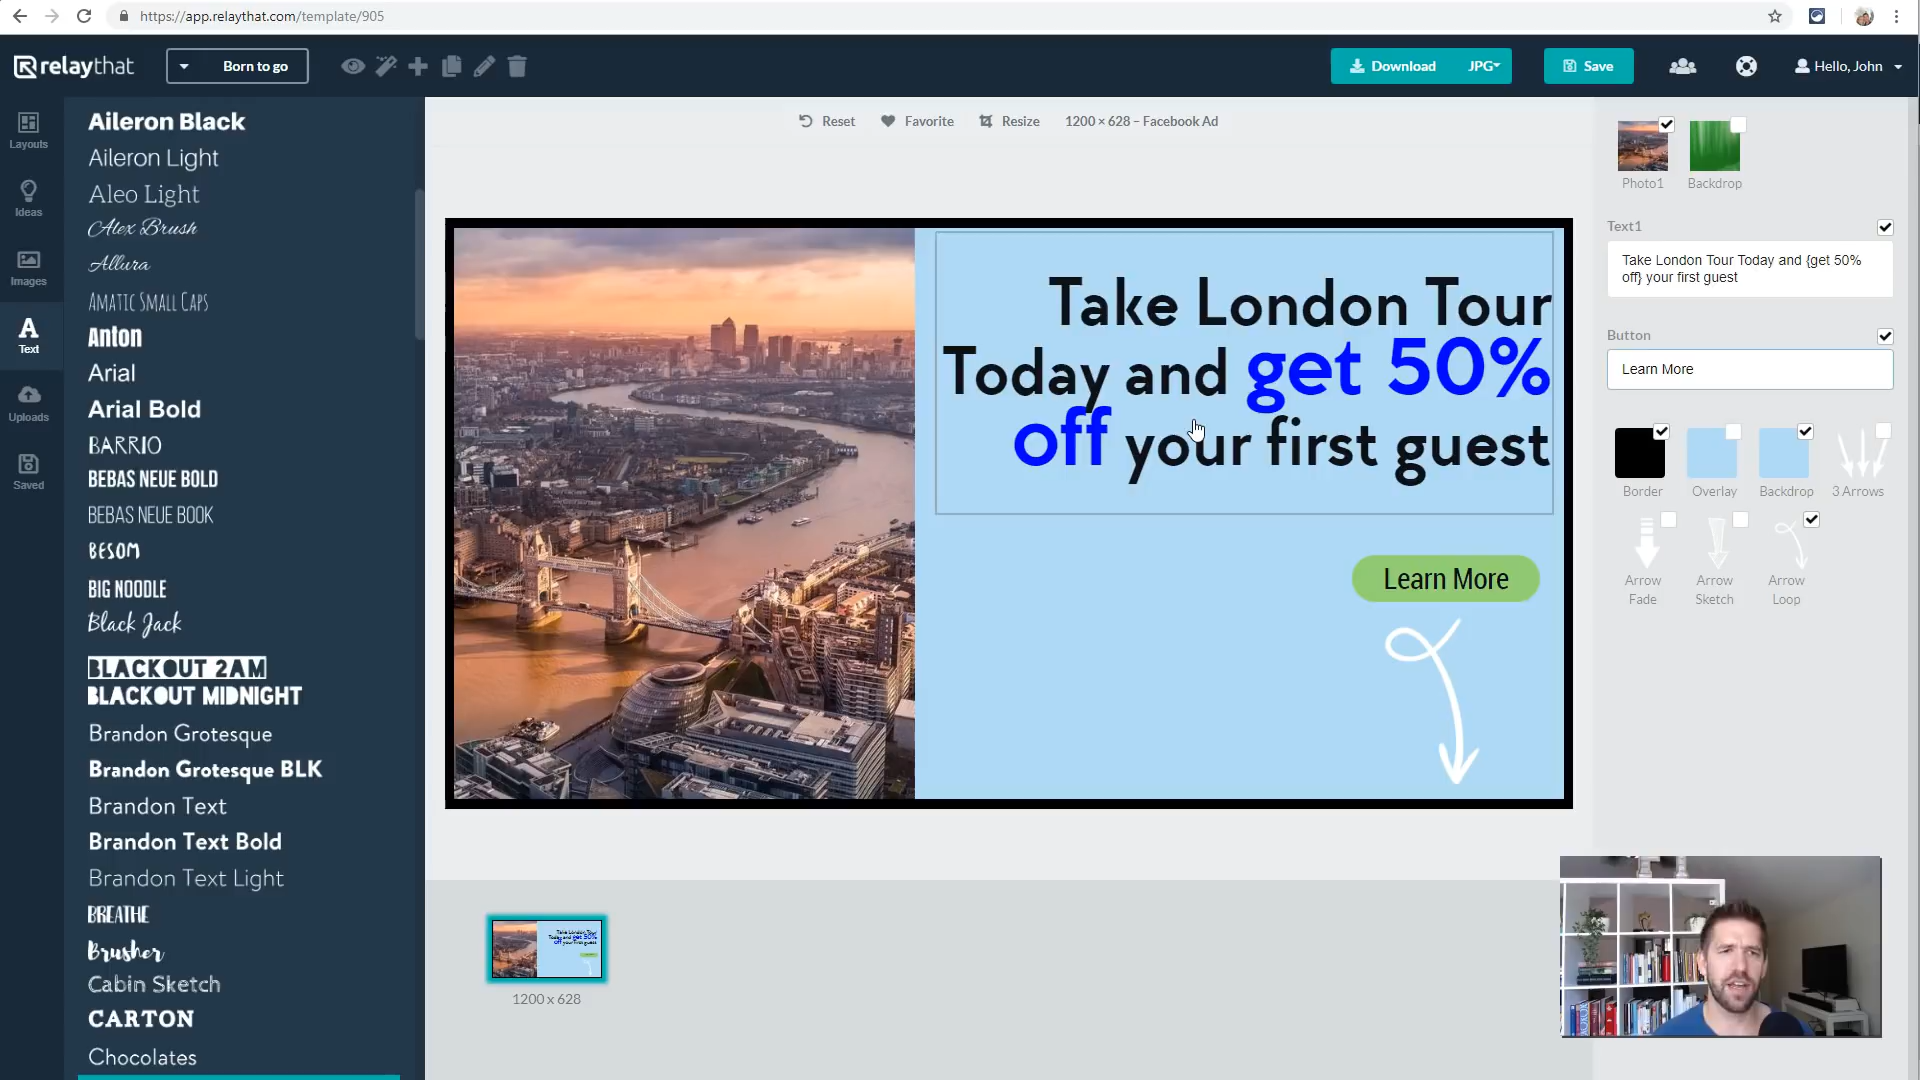 https://app.relaythat.com/template/905
relaythat
Born to go
Download
JPG
Save
Hello, John
Layouts
Ideas
Images
Text
Uploads
Saved
Aileron Black
Aileron Light
Aleo Light
Alex Brush
Allura
AMATIC SMALL CAPS
Anton
Arial
Arial Bold
BARRIO
BEBAS NEUE BOLD
BEBAS NEUE BOOK
BESOM
BIG NOODLE
Black Jack
BLACKOUT 2AM
BLACKOUT MIDNIGHT
Brandon Grotesque
Brandon Grotesque BLK
Brandon Text
Brandon Text Bold
Brandon Text Light
BREATHE
Brusher
Cabin Sketch
CARTON
Chocolates
Reset
Favorite
Resize
1200 × 628 – Facebook Ad
Take London Tour
Today and get 50%
off your first guest
Learn More
1200 x 628
Photo1
Backdrop
Text1
Take London Tour Today and {get 50%
off} your first guest
Button
Learn More
Border
Overlay
Backdrop
3 Arrows
Arrow
Fade
Arrow
Sketch
Arrow
Loop